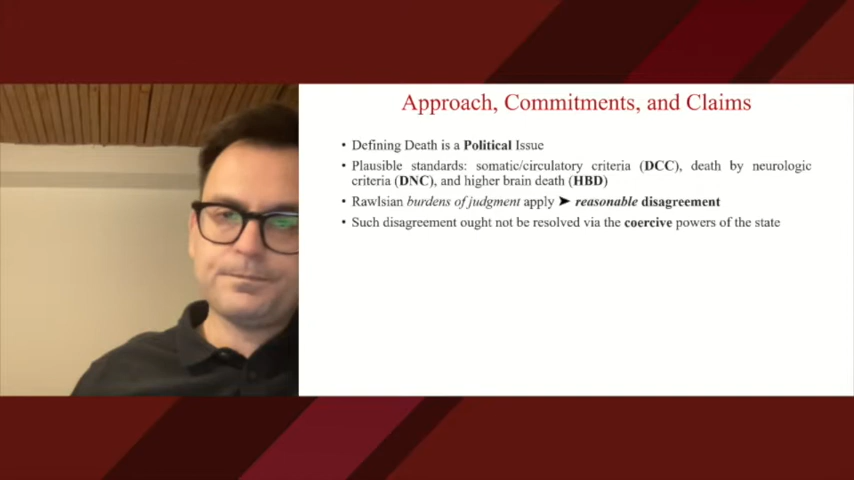 Approach, Commitments, and Claims
• Defining Death is a Political Issue
• Plausible standards: somatic/circulatory criteria (DCC), death by neurologic
criteria (DNC), and higher brain death (HBD)
• Rawlsian burdens of judgment apply ➤ reasonable disagreement
• Such disagreement ought not be resolved via the coercive powers of the state